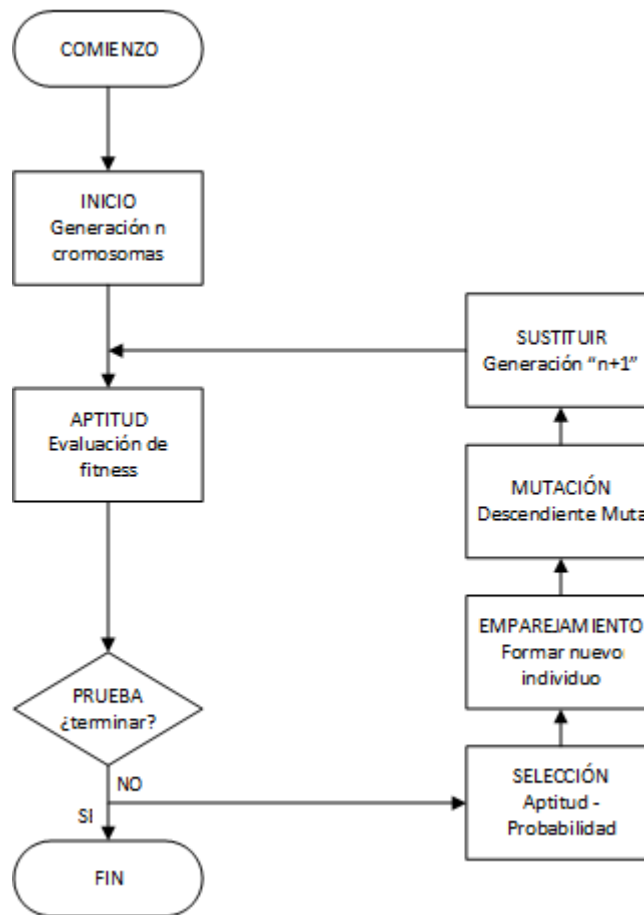 COMIENZO
INICIO
Generación n
cromosomas
APTITUD
Evaluación de
fitness
PRUEBA
¿terminar?
NO
SI
FIN
SUSTITUIR
Generación “n+1”
MUTACIÓN
Descendiente Muta
EMPAREJAMIENTO
Formar nuevo
individuo
SELECCIÓN
Aptitud -
Probabilidad